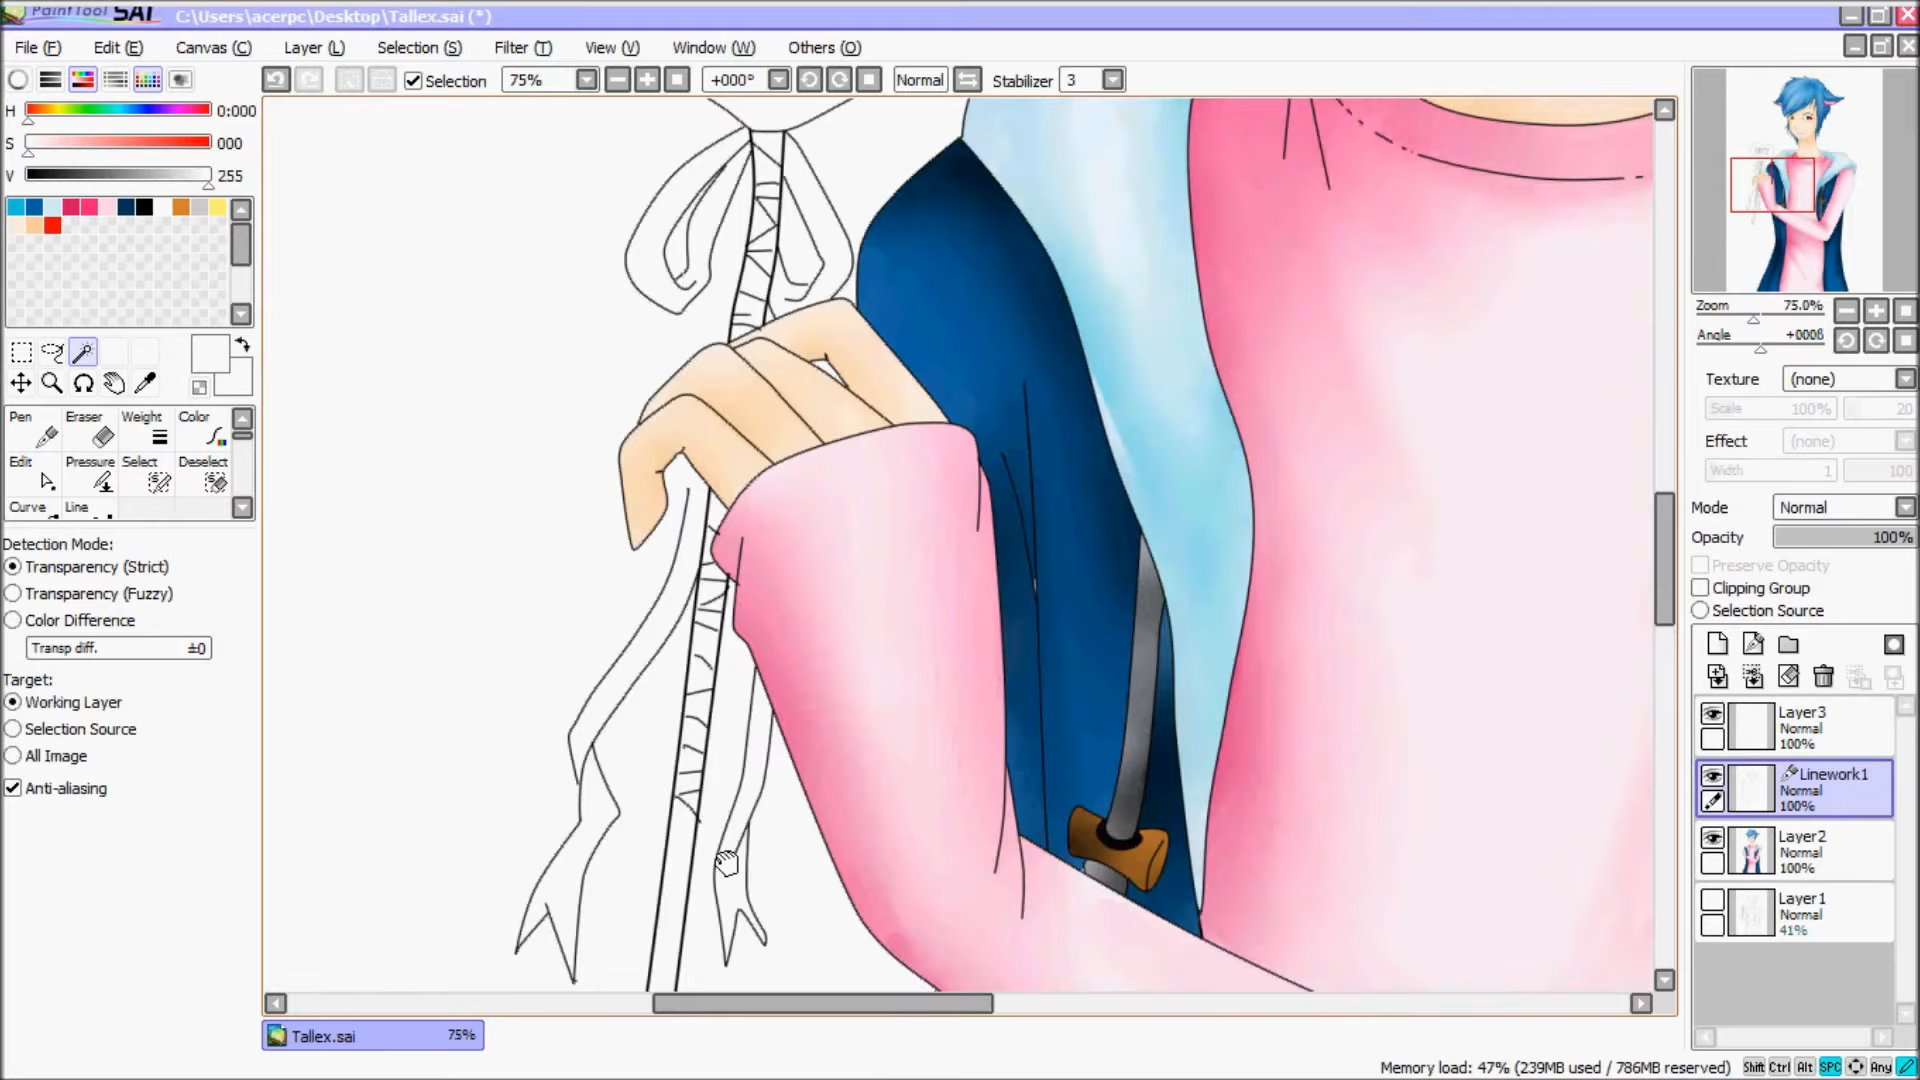 PaintTool SAI C:\Users\acerpc\Desktop\Tallex.sai (*)
File (F) Edit (E) Canvas (C) Layer (L) Selection (S) Filter (T) View (V) Window (W) Others (O)
Selection 75% +000° Normal Stabilizer 3
H 0:000
S 000
V 255
Pen Eraser Weight Color
Edit Pressure Select Deselect
Curve Line
Detection Mode:
Transparency (Strict)
Transparency (Fuzzy)
Color Difference
Transp diff. ±0
Target:
Working Layer
Selection Source
All Image
Anti-aliasing
Zoom 75.0%
Angle +000ß
Texture (none)
Scale 100% 20
Effect (none)
Width 1 100
Mode Normal
Opacity 100%
Preserve Opacity
Clipping Group
Selection Source
Layer3
Normal
100%
Linework1
Normal
100%
Layer2
Normal
100%
Layer1
Normal
41%
Tallex.sai 75%
Memory load: 47% (239MB used / 786MB reserved) Shift Ctrl Alt SPC Any